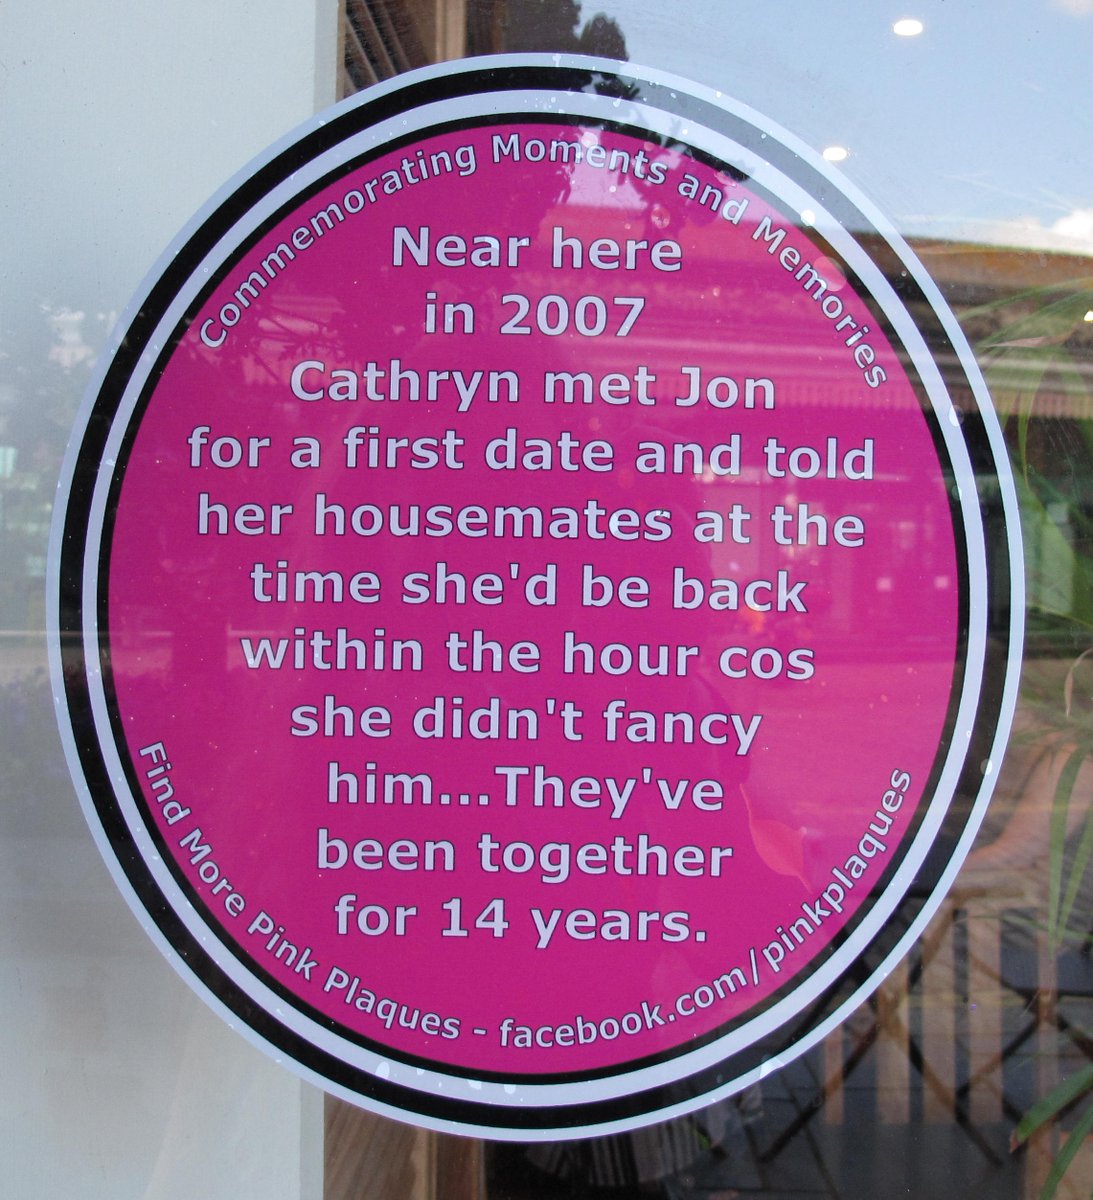 Commemorating Moments and Memories
Near here
in 2007
Cathryn met Jon
for a first date and told
her housemates at the
time she'd be back
within the hour cos
she didn't fancy
him...They've
been together
for 14 years.
Find More Pink Plaques - facebook.com/pinkplaques